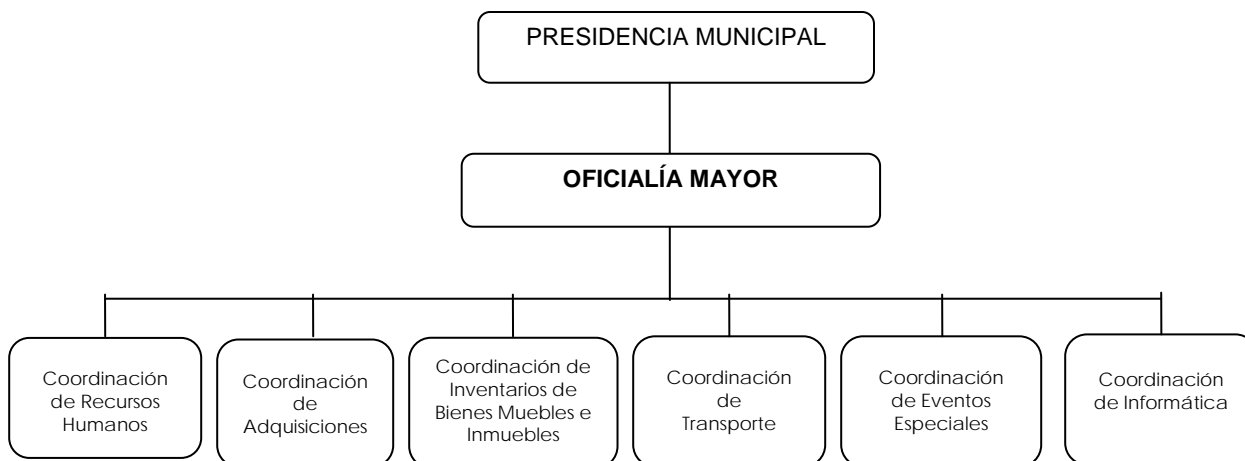 PRESIDENCIA MUNICIPAL
OFICIALÍA MAYOR
Coordinación
de Recursos
Humanos
Coordinación
de
Adquisiciones
Coordinación de
Inventarios de
Bienes Muebles e
Inmuebles
Coordinación
de
Transporte
Coordinación
de Eventos
Especiales
Coordinación
de Informática